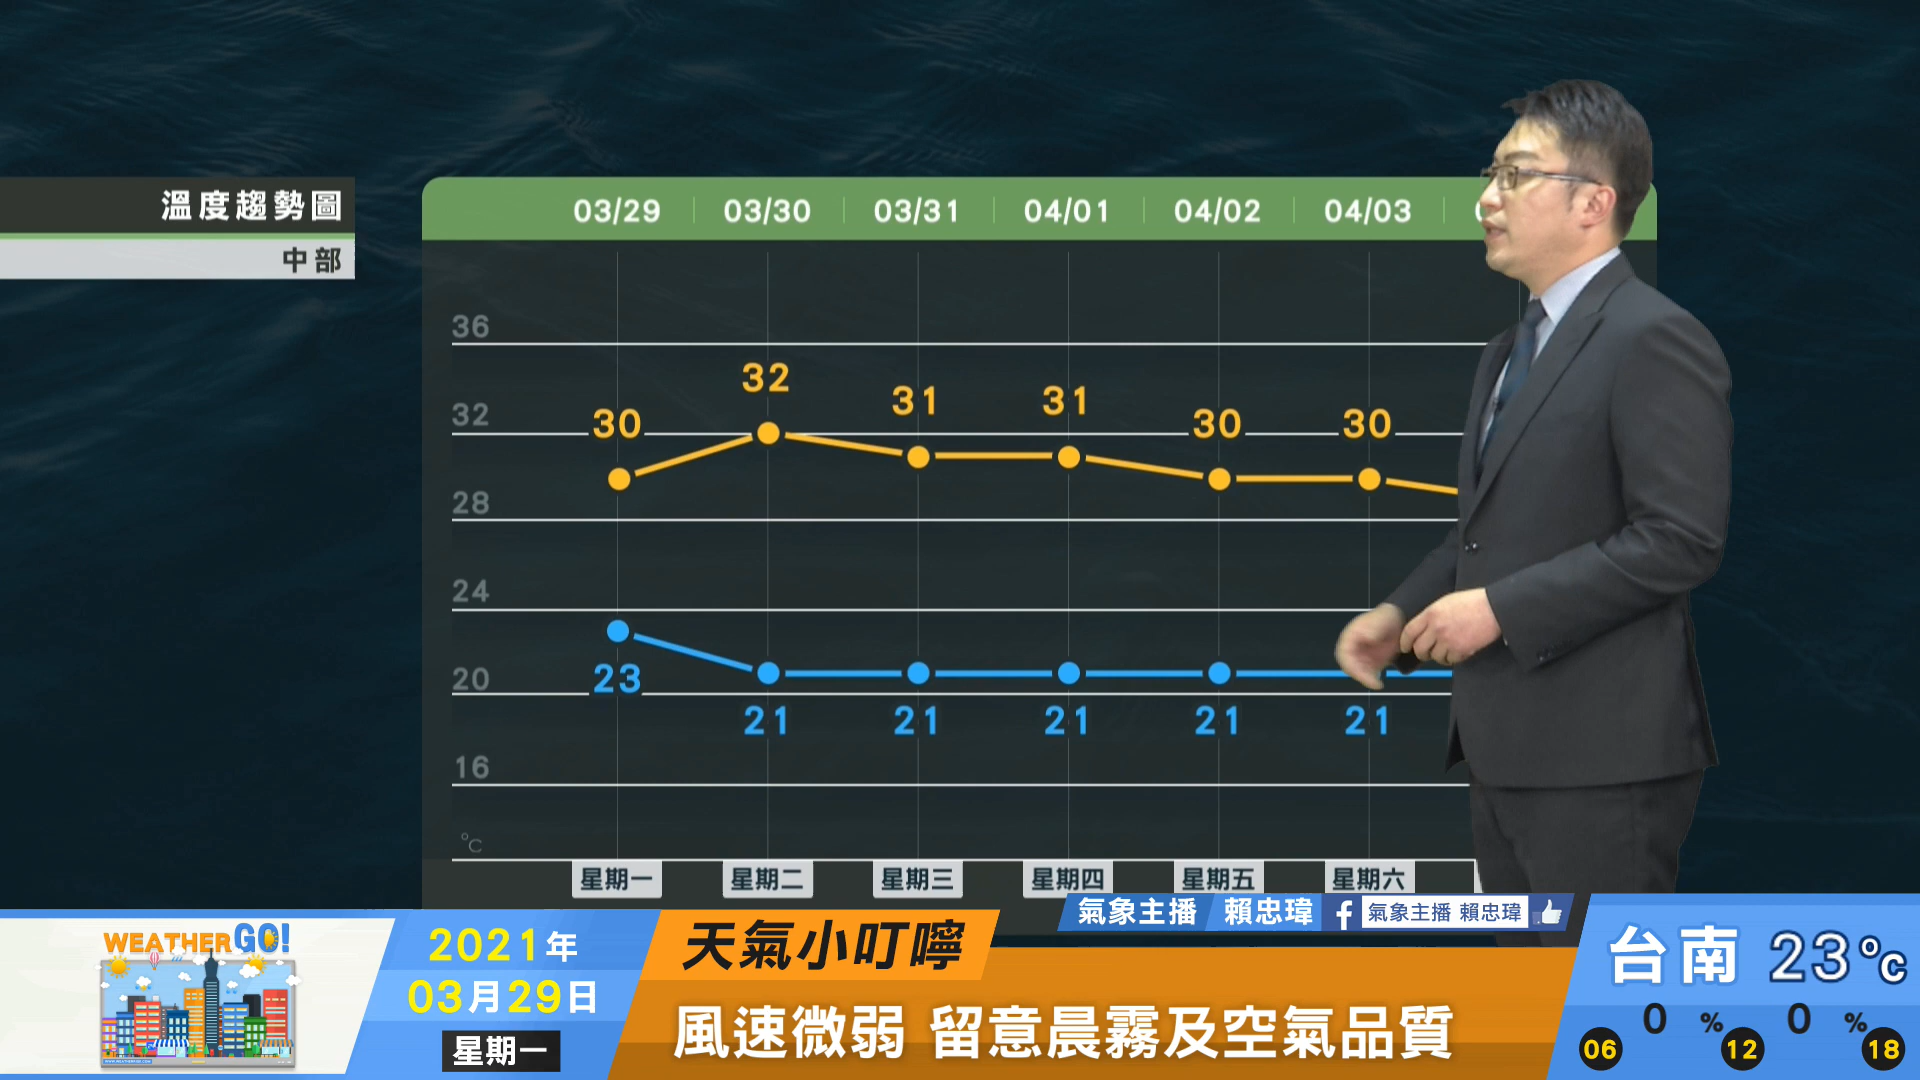 溫度趨勢圖
中部
03/29 03/30 03/31 04/01 04/02 04/03
36
32
28
24
20
16
°C
30 32 31 31 30 30
23 21 21 21 21 21
星期一 星期二 星期三 星期四 星期五 星期六
氣象主播 賴忠瑋 f 氣象主播 賴忠瑋
WEATHER GO!
2021年
03月29日
星期一
天氣小叮嚀
風速微弱 留意晨霧及空氣品質
台南 23°C
0 % 0 %
06 12 18